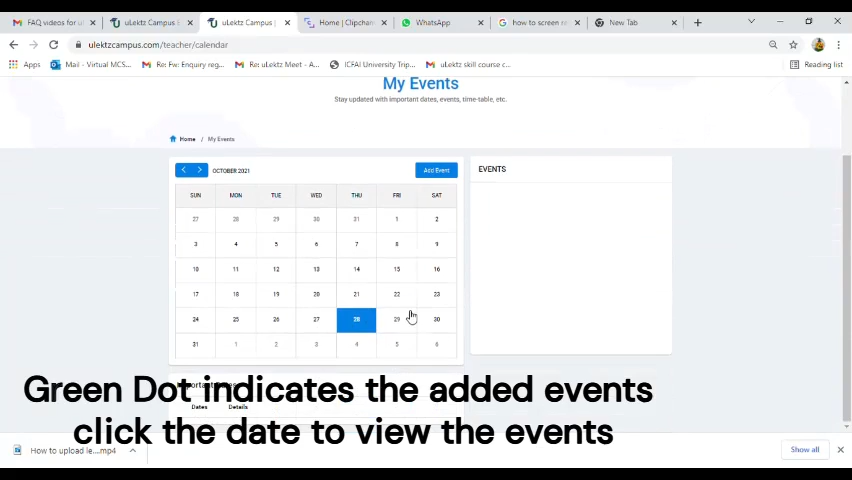 FAQ videos for ul
uLektz Campus E
uLektz Campus |
Home | Clipchamp
WhatsApp
how to screen re
New Tab
ulektzcampus.com/teacher/calendar
Apps
Mail - Virtual MCS...
Re: Fw: Enquiry reg...
Re: uLektz Meet - A...
ICFAI University Trip...
uLektz skill course c...
Reading list
My Events
Stay updated with important dates, events, time-table, etc.
Home / My Events
OCTOBER 2021
Add Event
SUN MON TUE WED THU FRI SAT
27 28 29 30 31 1 2
3 4 5 6 7 8 9
10 11 12 13 14 15 16
17 18 19 20 21 22 23
24 25 26 27 28 29 30
31 1 2 3 4 5 6
EVENTS
Important Dates
Dates Details
Green Dot indicates the added events
click the date to view the events
How to upload le....mp4
Show all